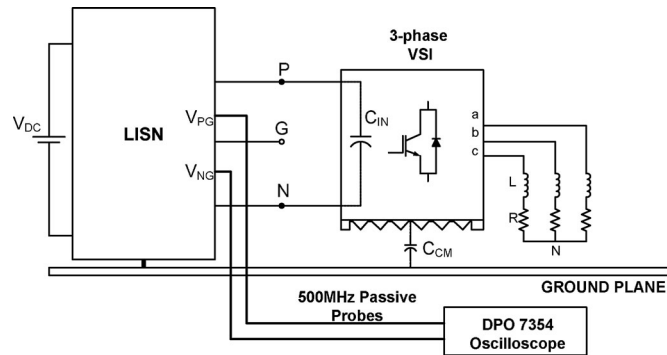 3-phase
VSI
P
V_DC
LISN
V_PG
C_IN
a
G
b
c
V_NG
L
N
R
C_CM
N
GROUND PLANE
500MHz Passive
Probes
DPO 7354
Oscilloscope